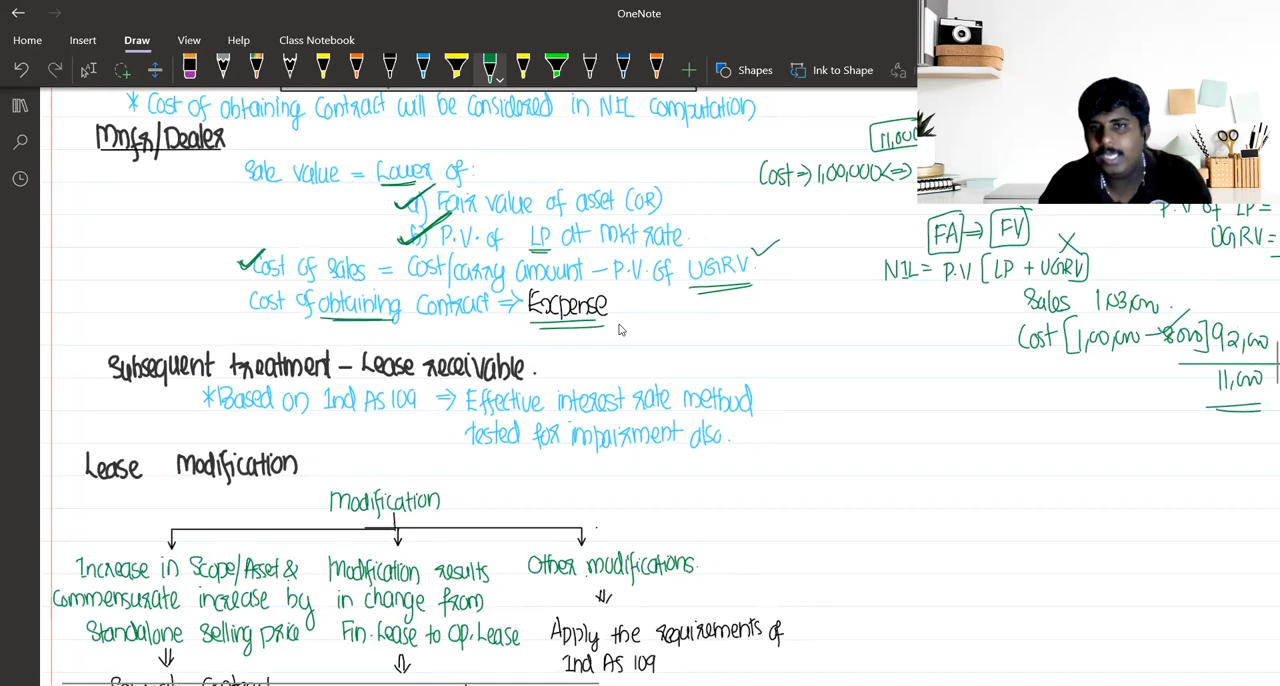 OneNote
Home Insert Draw View Help Class Notebook
Shapes Ink to Shape
* Cost of obtaining Contract will be considered in NIL computation
Mnfr/Dealer
Sale value = Lower of:
a) Fair value of asset (OR)
b) P.V. of LP at mkt rate.
Cost of sales = Cost/carry amount - P.V. of UGRV.
Cost of obtaining Contract ⇒ Expense
Subsequent treatment - Lease receivable.
*Based on Ind As 109 ⇒ Effective interest rate method
tested for impairment also.
Lease Modification
Modification
Increase in Scope/Asset &
Commensurate increase by
Standalone Selling price
Modification results
in change from
Fin. Lease to Op. Lease
Other modifications.
Apply the requirements of
Ind AS 109
11,000
Cost ⇒ 1,00,000
P.V of LP =
UGRV =
FA ⇒ FV
NIL = P.V [LP + UGRV]
Sales 1,03,000.
Cost [1,00,000 - 8000] 92,000
11,000